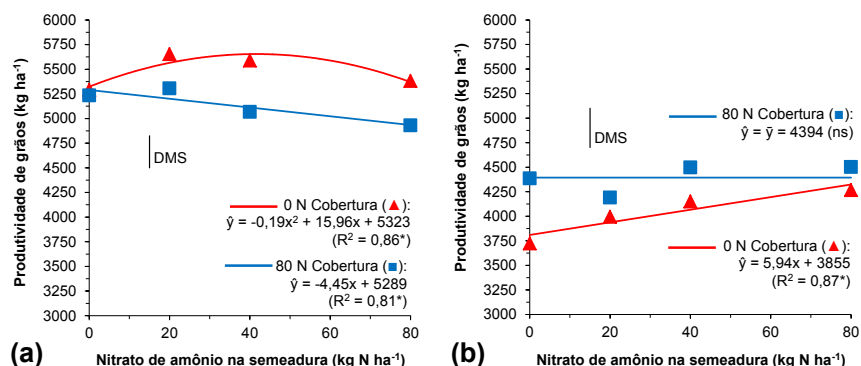 6000
5750
5500
5250
5000
4750
4500
4250
4000
3750
3500
3250
3000
Produtividade de grãos (kg ha⁻¹)
DMS
0 N Cobertura (▲):
ŷ = -0,19x² + 15,96x + 5323
(R² = 0,86*)
80 N Cobertura (■):
ŷ = -4,45x + 5289
(R² = 0,81*)
0 20 40 60 80
(a) Nitrato de amônio na semeadura (kg N ha⁻¹)
6000
5750
5500
5250
5000
4750
4500
4250
4000
3750
3500
3250
3000
Produtividade de grãos (kg ha⁻¹)
DMS
80 N Cobertura (■):
ŷ = ȳ = 4394 (ns)
0 N Cobertura (▲):
ŷ = 5,94x + 3855
(R² = 0,87*)
0 20 40 60 80
(b) Nitrato de amônio na semeadura (kg N ha⁻¹)